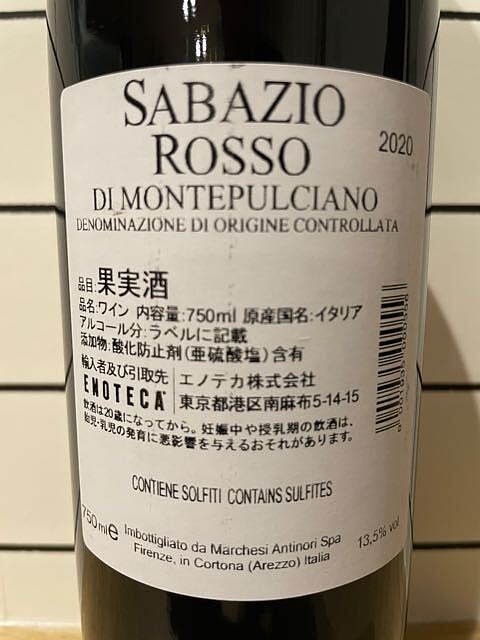 SABAZIO
ROSSO
2020
DI MONTEPULCIANO
DENOMINAZIONE DI ORIGINE CONTROLLATA
品目:果実酒
品名:ワイン 内容量:750ml 原産国名:イタリア
アルコール分:ラベルに記載
添加物:酸化防止剤(亜硫酸塩)含有
輸入者及び引取先
ENOTECA
エノテカ株式会社
東京都港区南麻布5-14-15
飲酒は20歳になってから。妊娠中や授乳期の飲酒は、
胎児・乳児の発育に悪影響を与えるおそれがあります。
CONTIENE SOLFITI CONTAINS SULFITES
750 ml e
Imbottigliato da Marchesi Antinori Spa
Firenze, in Cortona (Arezzo) Italia
13,5% vol